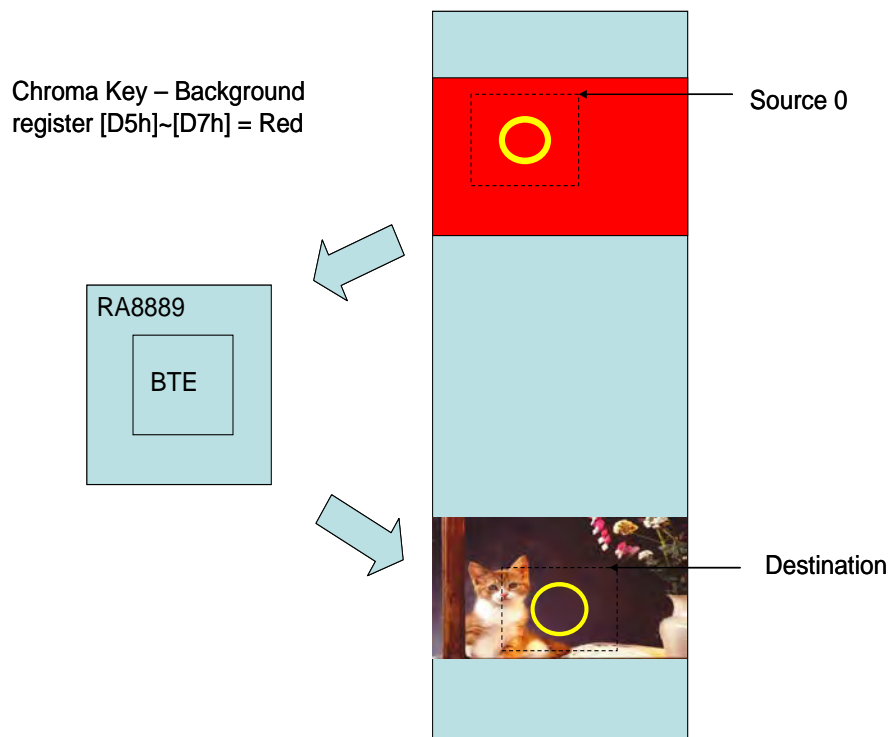 Chroma Key – Background
register [D5h]~[D7h] = Red
Source 0
RA8889
BTE
Destination